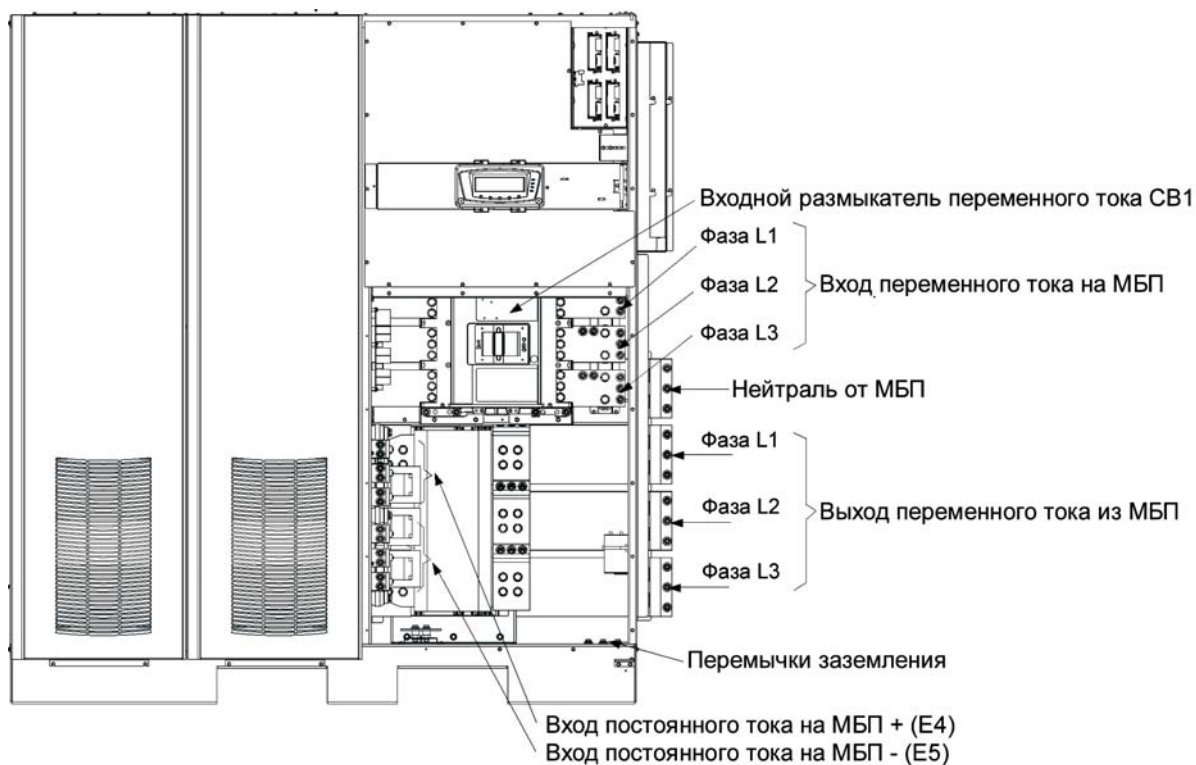 Входной размыкатель переменного тока CB1
Фаза L1
Фаза L2
Вход переменного тока на МБП
Фаза L3
Нейтраль от МБП
Фаза L1
Фаза L2
Выход переменного тока из МБП
Фаза L3
Перемычки заземления
Вход постоянного тока на МБП + (E4)
Вход постоянного тока на МБП - (E5)